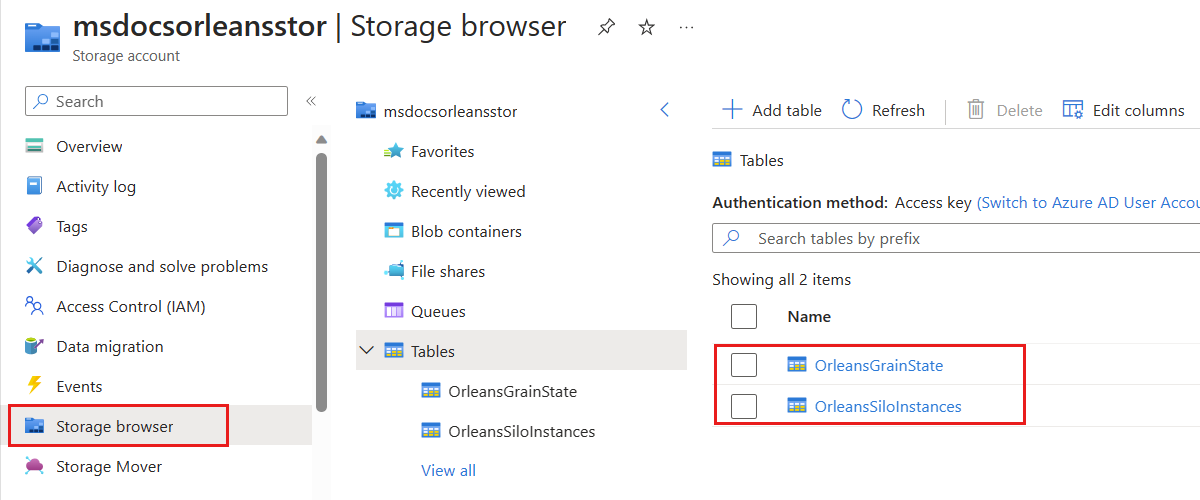 msdocsorleansstor | Storage browser
Storage account
Search
Overview
Activity log
Tags
Diagnose and solve problems
Access Control (IAM)
Data migration
Events
Storage browser
Storage Mover
msdocsorleansstor
Favorites
Recently viewed
Blob containers
File shares
Queues
Tables
OrleansGrainState
OrleansSiloInstances
View all
Add table Refresh Delete Edit columns
Tables
Authentication method: Access key (Switch to Azure AD User Accou
Search tables by prefix
Showing all 2 items
Name
OrleansGrainState
OrleansSiloInstances